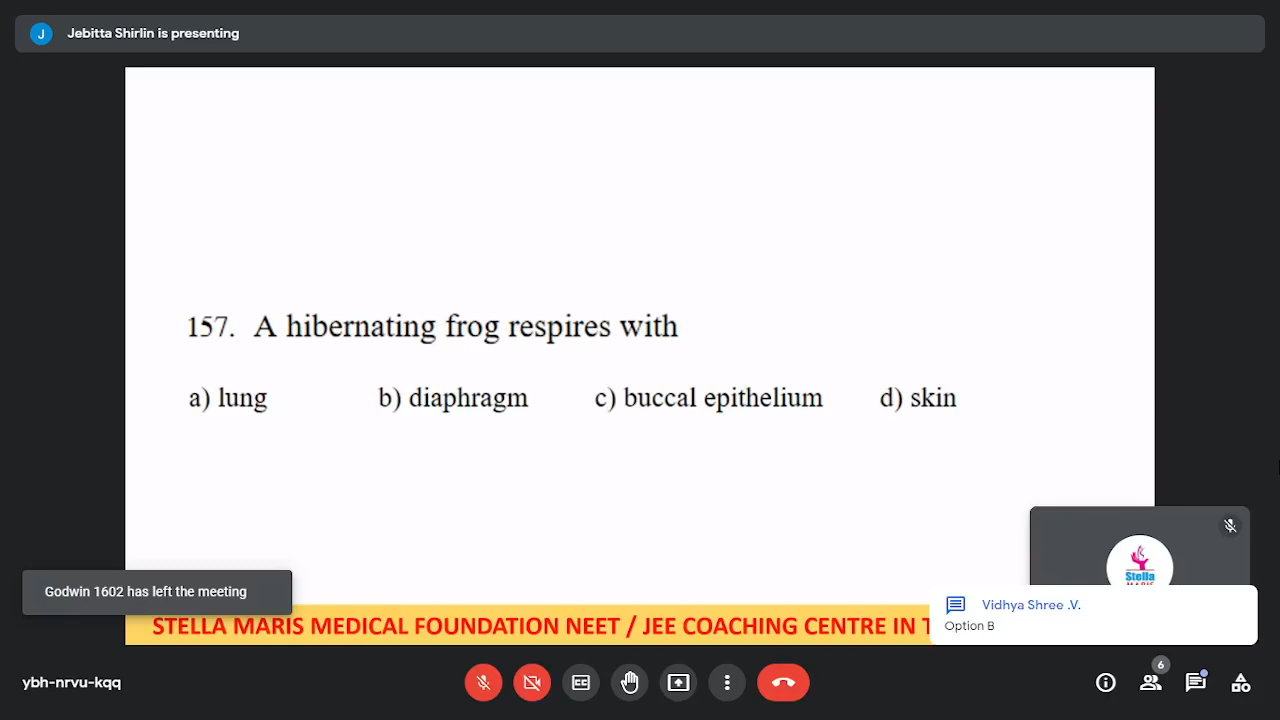 J
Jebitta Shirlin is presenting
157. A hibernating frog respires with
a) lung b) diaphragm c) buccal epithelium d) skin
Stella
Godwin 1602 has left the meeting
Vidhya Shree .V.
Option B
STELLA MARIS MEDICAL FOUNDATION NEET / JEE COACHING CENTRE IN
ybh-nrvu-kqq
CC
6